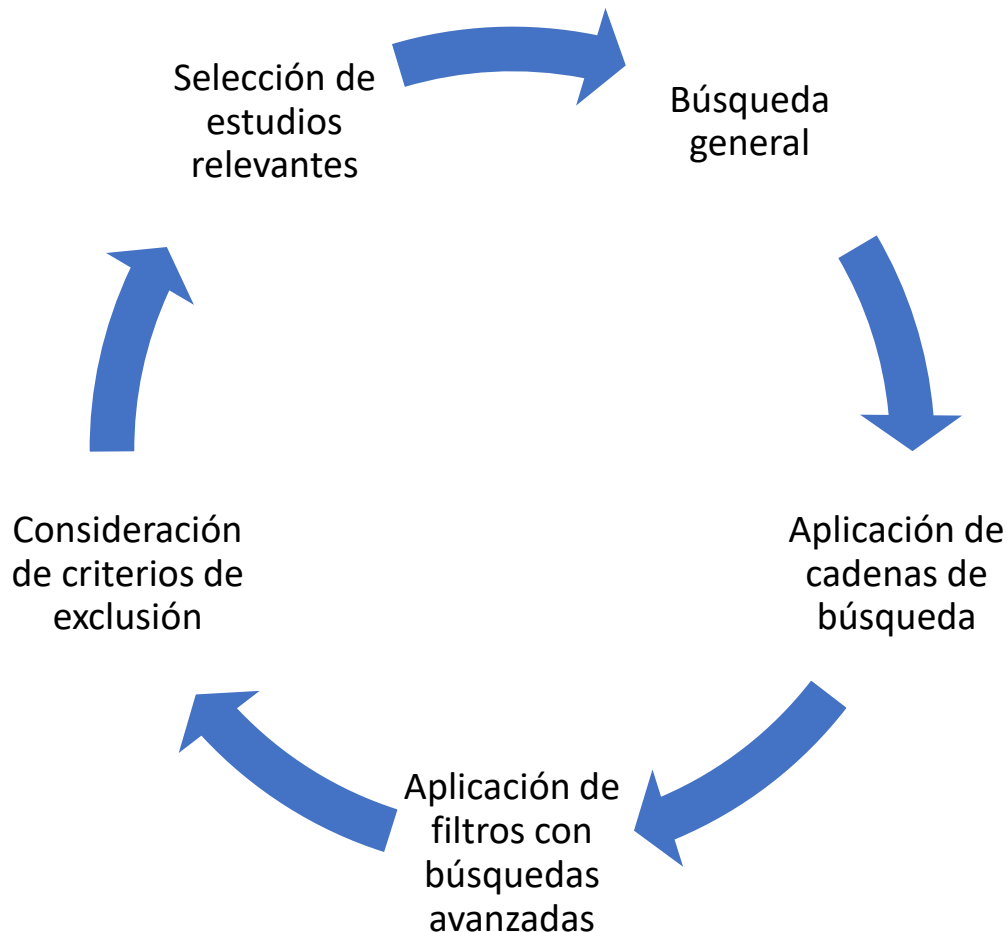 Selección de
estudios
relevantes
Búsqueda
general
Aplicación de
cadenas de
búsqueda
Aplicación de
filtros con
búsquedas
avanzadas
Consideración
de criterios de
exclusión